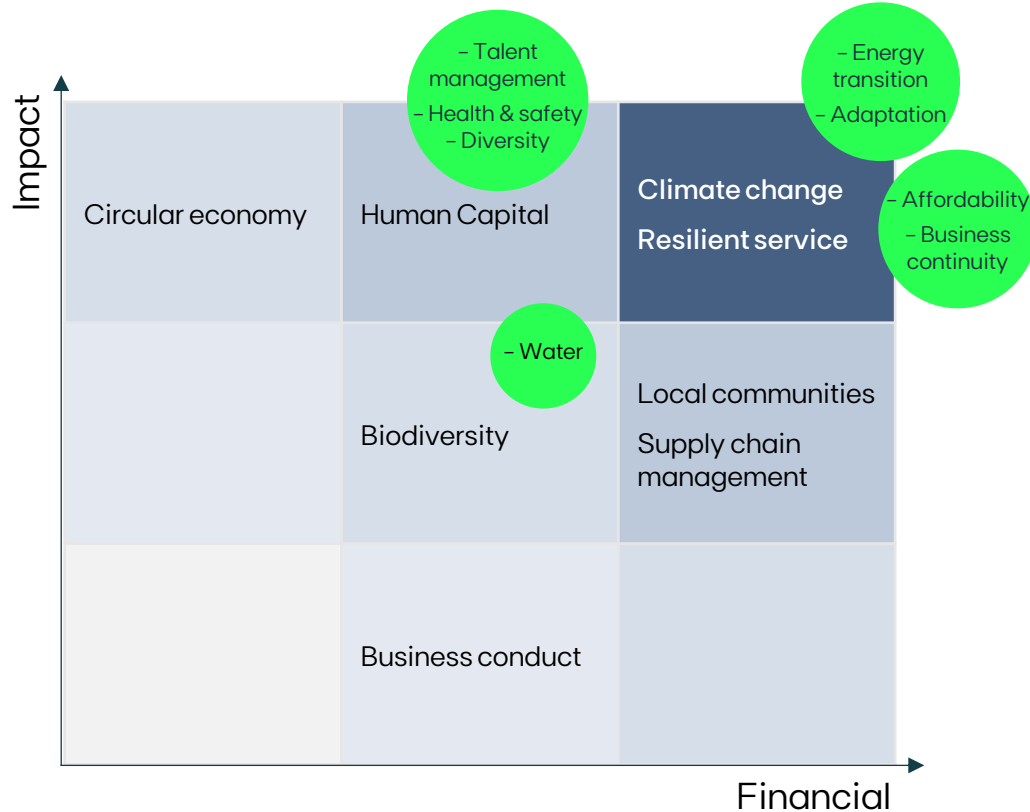 – Talent
management
– Health & safety
– Diversity
– Energy
transition
– Adaptation
Impact
Circular economy
Human Capital
Climate change
Resilient service
– Affordability
– Business
continuity
– Water
Biodiversity
Local communities
Supply chain
management
Business conduct
Financial